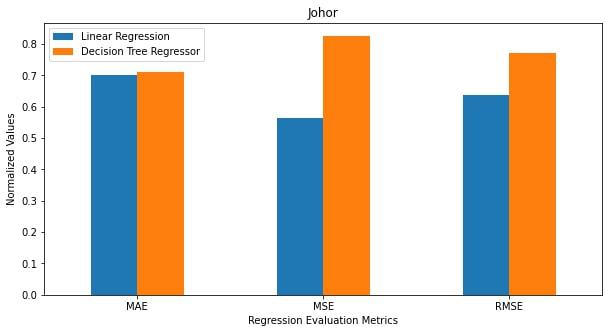 Johor
Linear Regression
Decision Tree Regressor
Normalized Values
0.8
0.7
0.6
0.5
0.4
0.3
0.2
0.1
0.0
MAE
MSE
RMSE
Regression Evaluation Metrics